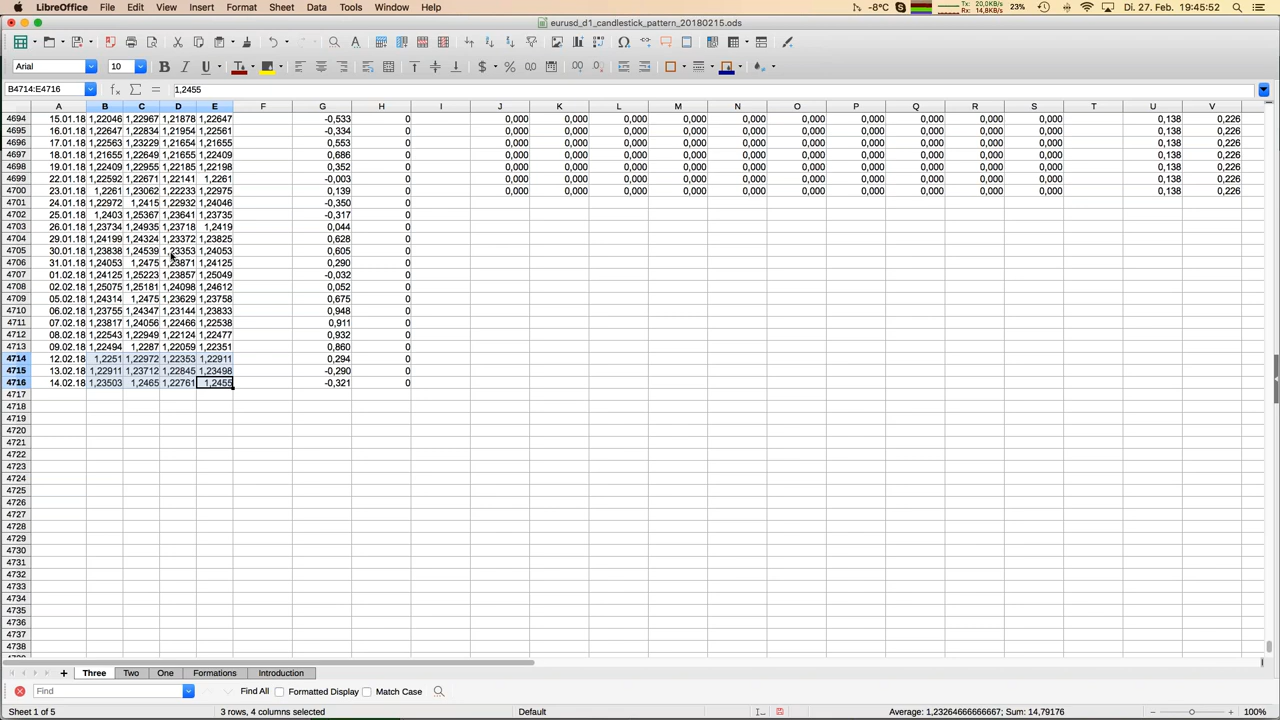 LibreOffice File Edit View Insert Format Sheet Data Tools Window Help -8°C Tx: 20,0KB/s Rx: 14,8KB/s 23% Di. 27. Feb. 19:45:52
eurusd_d1_candlestick_pattern_20180215.ods
Arial 10
B4714:E4716 1,2455
A B C D E F G H I J K L M N O P Q R S T U V
4694 15.01.18 1,22046 1,22967 1,21878 1,22647 -0,533 0 0,000 0,000 0,000 0,000 0,000 0,000 0,000 0,000 0,000 0,000 0,138 0,226
4695 16.01.18 1,22647 1,22834 1,21954 1,22561 -0,334 0 0,000 0,000 0,000 0,000 0,000 0,000 0,000 0,000 0,000 0,000 0,138 0,226
4696 17.01.18 1,22563 1,23229 1,21654 1,21655 0,553 0 0,000 0,000 0,000 0,000 0,000 0,000 0,000 0,000 0,000 0,000 0,138 0,226
4697 18.01.18 1,21655 1,22649 1,21655 1,22409 0,686 0 0,000 0,000 0,000 0,000 0,000 0,000 0,000 0,000 0,000 0,000 0,138 0,226
4698 19.01.18 1,22409 1,22955 1,22185 1,22198 0,352 0 0,000 0,000 0,000 0,000 0,000 0,000 0,000 0,000 0,000 0,000 0,138 0,226
4699 22.01.18 1,22592 1,22671 1,22141 1,2261 -0,003 0 0,000 0,000 0,000 0,000 0,000 0,000 0,000 0,000 0,000 0,000 0,138 0,226
4700 23.01.18 1,2261 1,23062 1,22233 1,22975 0,139 0 0,000 0,000 0,000 0,000 0,000 0,000 0,000 0,000 0,000 0,000 0,138 0,226
4701 24.01.18 1,22972 1,2415 1,22932 1,24046 -0,350 0
4702 25.01.18 1,2403 1,25367 1,23641 1,23735 -0,317 0
4703 26.01.18 1,23734 1,24935 1,23718 1,2419 0,044 0
4704 29.01.18 1,24199 1,24324 1,23372 1,23825 0,628 0
4705 30.01.18 1,23838 1,24539 1,23353 1,24053 0,605 0
4706 31.01.18 1,24053 1,2475 1,23871 1,24125 0,290 0
4707 01.02.18 1,24125 1,25223 1,23857 1,25049 -0,032 0
4708 02.02.18 1,25075 1,25181 1,24098 1,24612 0,052 0
4709 05.02.18 1,24314 1,2475 1,23629 1,23758 0,675 0
4710 06.02.18 1,23755 1,24347 1,23144 1,23833 0,948 0
4711 07.02.18 1,23817 1,24056 1,22466 1,22538 0,911 0
4712 08.02.18 1,22543 1,22949 1,22124 1,22477 0,932 0
4713 09.02.18 1,22494 1,2287 1,22059 1,22351 0,860 0
4714 12.02.18 1,2251 1,22972 1,22353 1,22911 0,294 0
4715 13.02.18 1,22911 1,23712 1,22845 1,23498 -0,290 0
4716 14.02.18 1,23503 1,2465 1,22761 1,2455 -0,321 0
4717
4718
4719
4720
4721
4722
4723
4724
4725
4726
4727
4728
4729
4730
4731
4732
4733
4734
4735
4736
4737
4738
Three Two One Formations Introduction
Find Find All Formatted Display Match Case
Sheet 1 of 5 3 rows, 4 columns selected Default Average: 1,23264666666667; Sum: 14,79176 100%